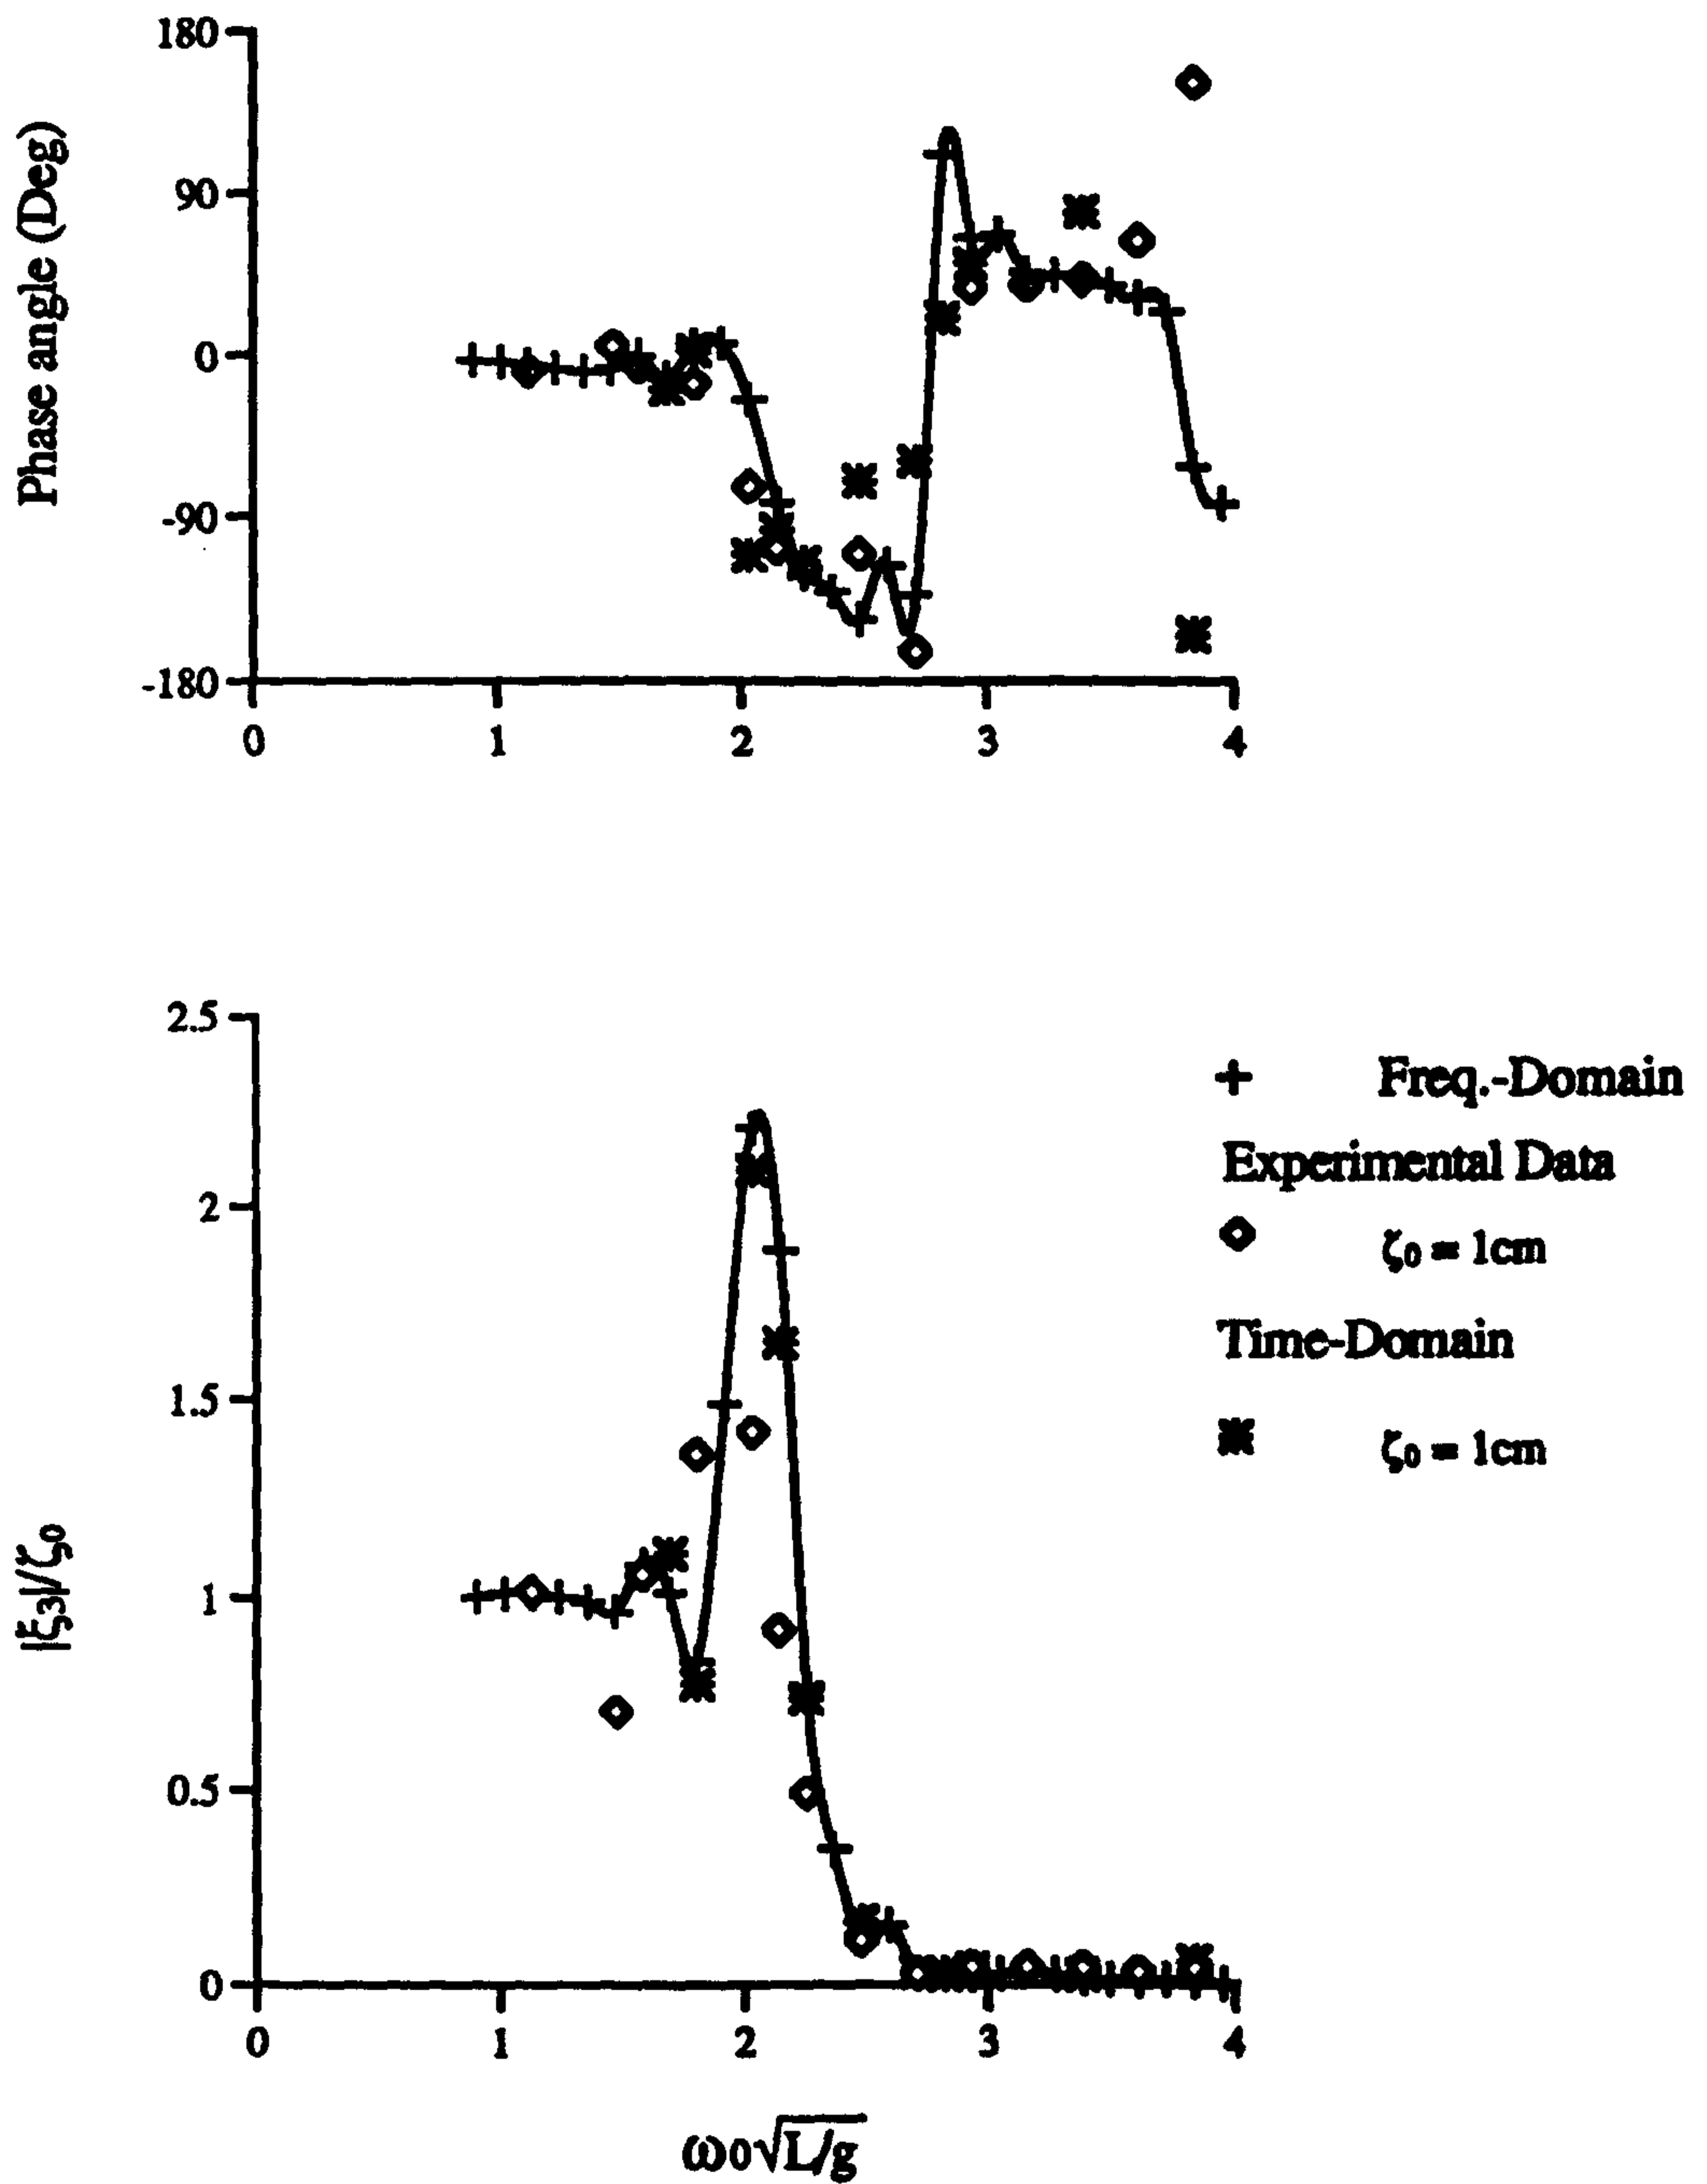 180
90
0
-90
-180
Phase angle (Deg)
0 1 2 3 4
2.5
2
1.5
1
0.5
0
|ξ3|/ζ0
0 1 2 3 4
ω0√L/g
+ Freq.-Domain
Experimental Data
ζ0 = 1cm
Time-Domain
ζ0 = 1cm